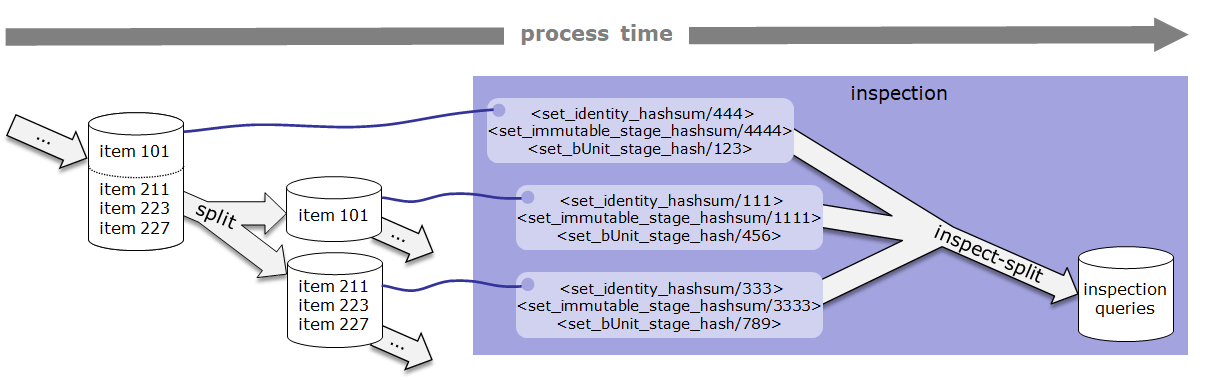 process time
inspection
...
item 101
item 211
item 223
item 227
split
item 101
...
item 211
item 223
item 227
...
<set_identity_hashsum/444>
<set_immutable_stage_hashsum/4444>
<set_bUnit_stage_hash/123>
<set_identity_hashsum/111>
<set_immutable_stage_hashsum/1111>
<set_bUnit_stage_hash/456>
<set_identity_hashsum/333>
<set_immutable_stage_hashsum/3333>
<set_bUnit_stage_hash/789>
inspect-split
inspection
queries